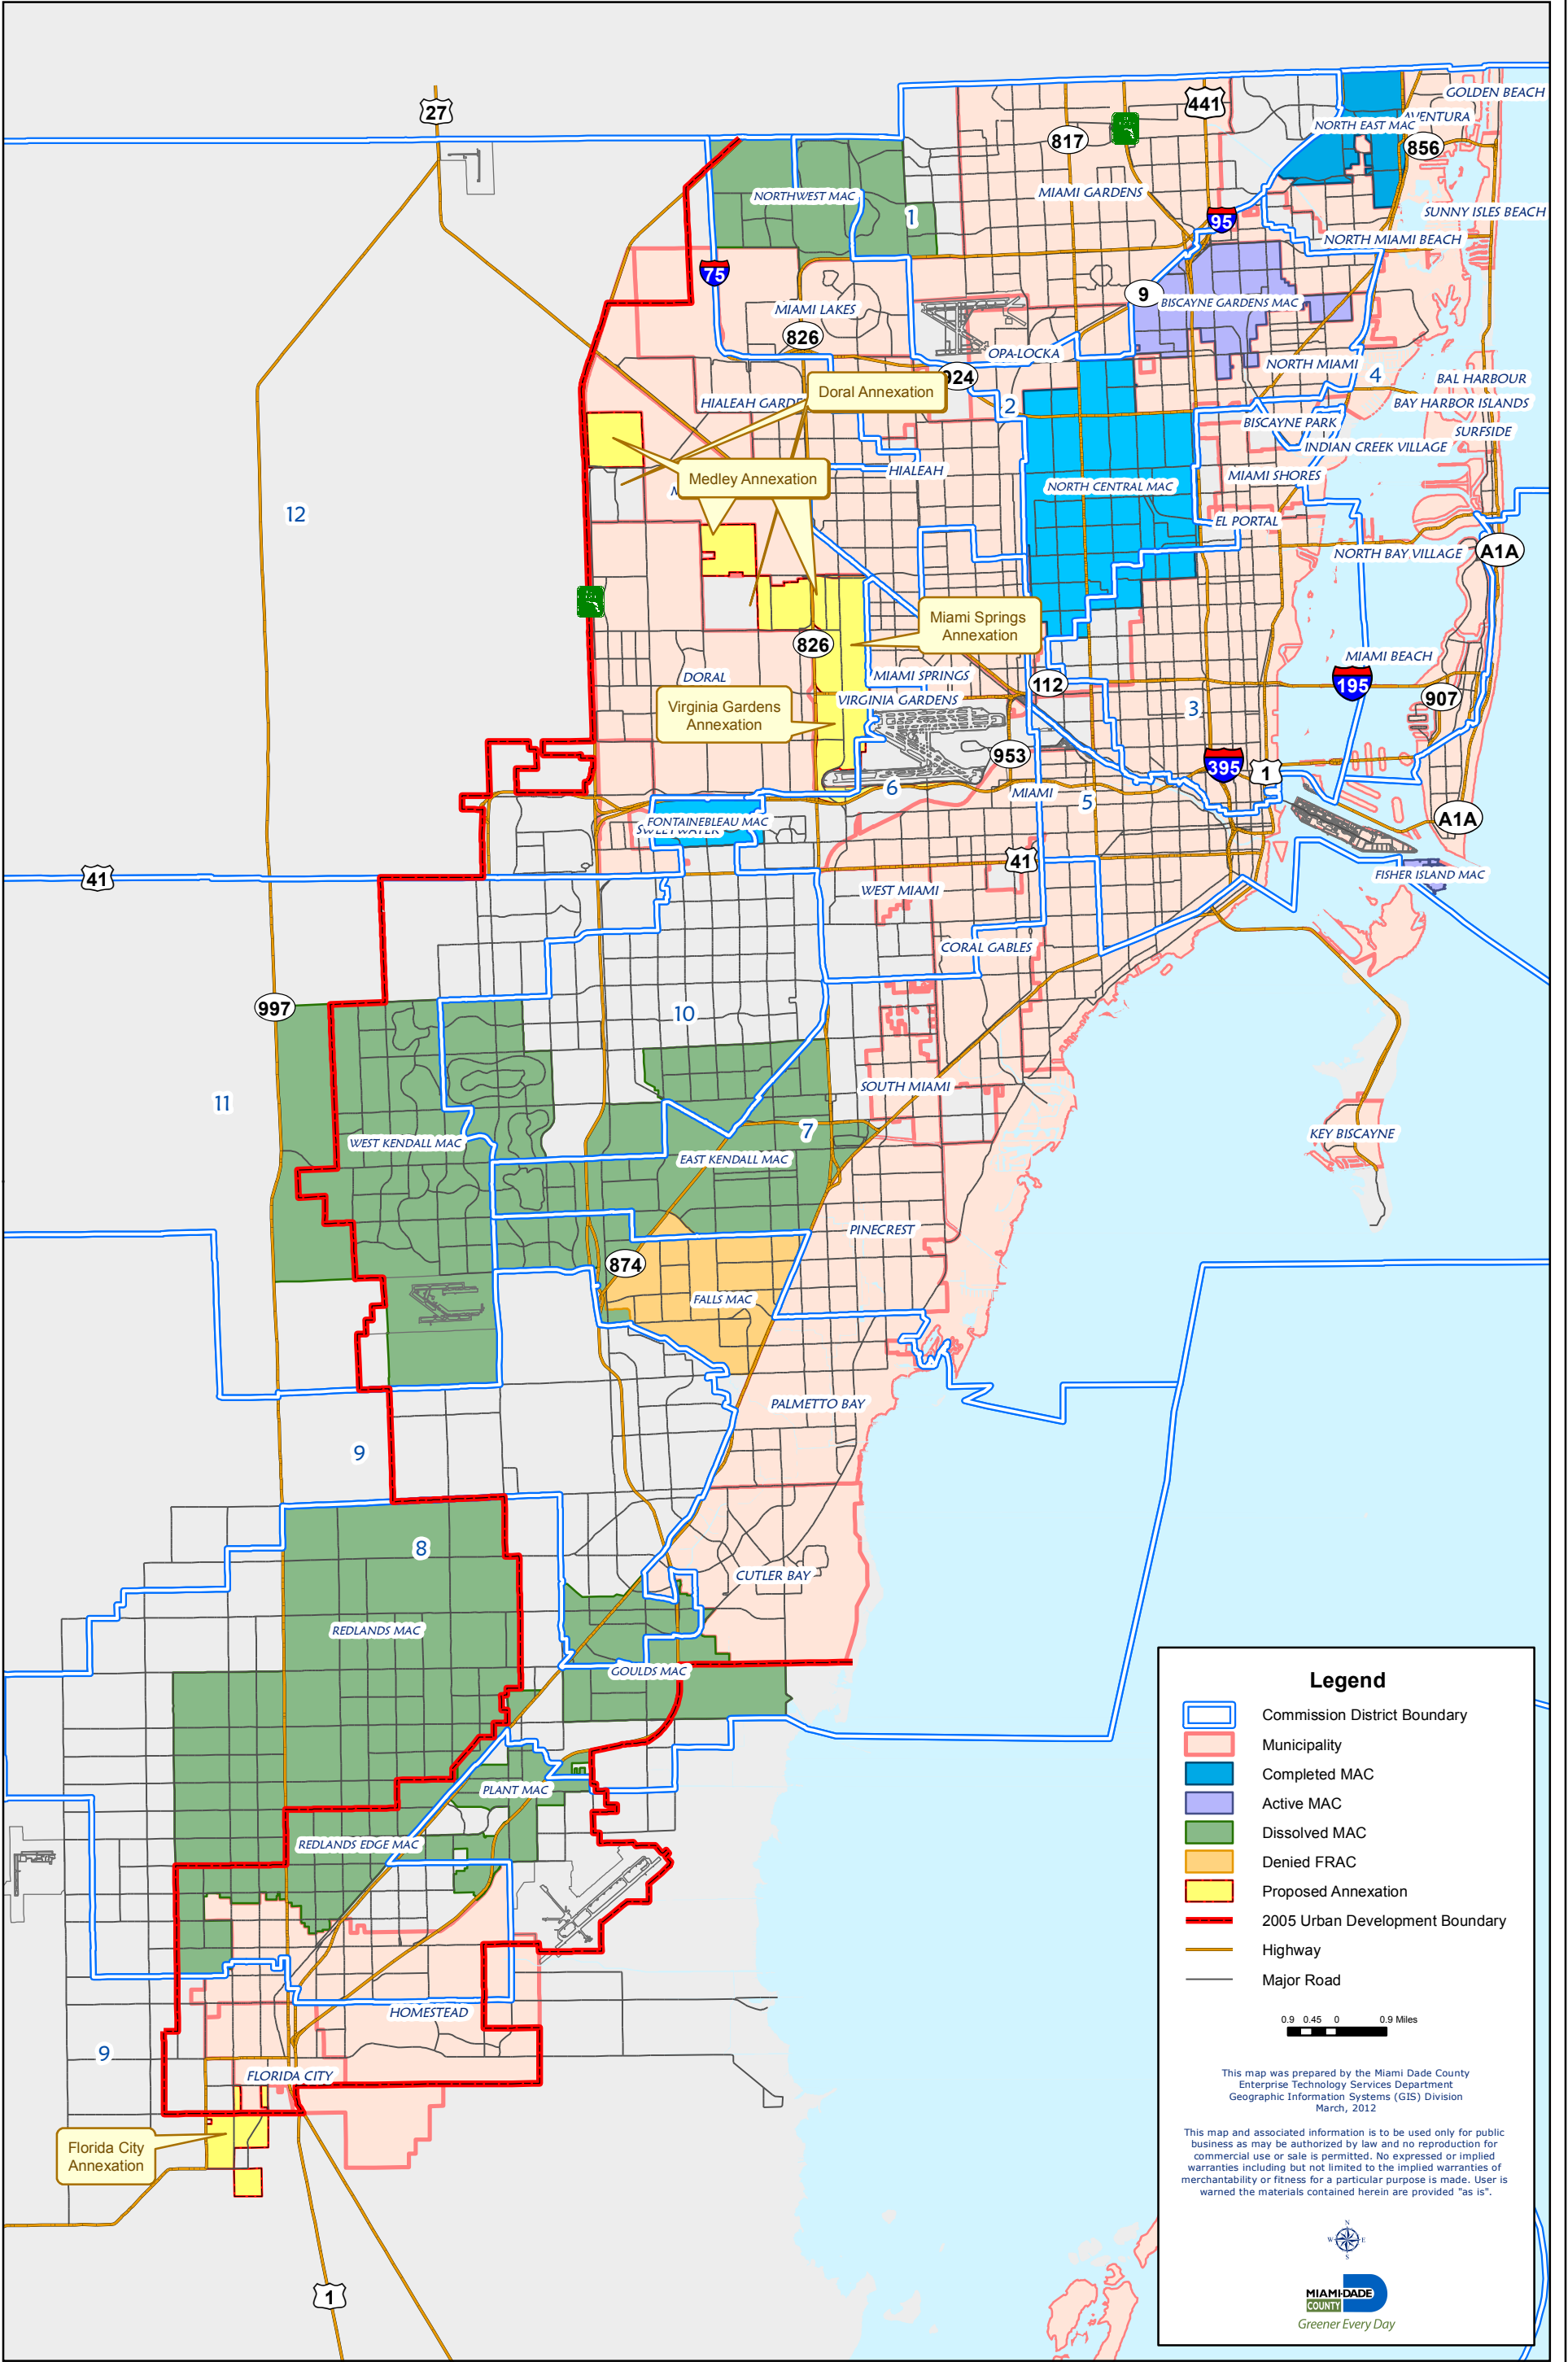 27
441
GOLDEN BEACH
AVENTURA
NORTH EAST MAC
817
856
NORTHWEST MAC
MIAMI GARDENS
1
95
SUNNY ISLES BEACH
NORTH MIAMI BEACH
75
9
BISCAYNE GARDENS MAC
MIAMI LAKES
826
OPA-LOCKA
NORTH MIAMI
924
4
BAL HARBOUR
Doral Annexation
HIALEAH GARDE
2
BAY HARBOR ISLANDS
BISCAYNE PARK
SURFSIDE
INDIAN CREEK VILLAGE
HIALEAH
MIAMI SHORES
Medley Annexation
M
NORTH CENTRAL MAC
12
EL PORTAL
NORTH BAY VILLAGE
A1A
Miami Springs
Annexation
826
MIAMI BEACH
DORAL
MIAMI SPRINGS
112
195
VIRGINIA GARDENS
907
Virginia Gardens
Annexation
3
953
395
1
6
MIAMI
5
FONTAINEBLEAU MAC
SWEETWATER
A1A
41
41
FISHER ISLAND MAC
WEST MIAMI
CORAL GABLES
997
10
SOUTH MIAMI
11
7
KEY BISCAYNE
WEST KENDALL MAC
EAST KENDALL MAC
PINECREST
874
FALLS MAC
PALMETTO BAY
9
8
CUTLER BAY
REDLANDS MAC
GOULDS MAC
PLANT MAC
REDLANDS EDGE MAC
HOMESTEAD
9
FLORIDA CITY
Florida City
Annexation
1
Legend
Commission District Boundary
Municipality
Completed MAC
Active MAC
Dissolved MAC
Denied FRAC
Proposed Annexation
2005 Urban Development Boundary
Highway
Major Road
0.9 0.45 0 0.9 Miles
This map was prepared by the Miami Dade County
Enterprise Technology Services Department
Geographic Information Systems (GIS) Division
March, 2012
This map and associated information is to be used only for public
business as may be authorized by law and no reproduction for
commercial use or sale is permitted. No expressed or implied
warranties including but not limited to the implied warranties of
merchantability or fitness for a particular purpose is made. User is
warned the materials contained herein are provided "as is".
N
W E
S
MIAMI-DADE
COUNTY
Greener Every Day